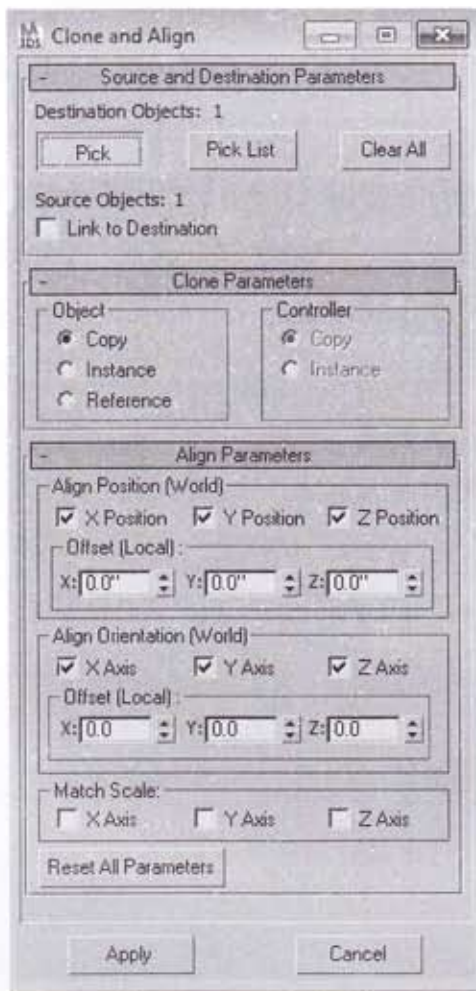 Clone and Align
- Source and Destination Parameters
Destination Objects: 1
Pick Pick List Clear All
Source Objects: 1
Link to Destination
- Clone Parameters
Object Controller
Copy Copy
Instance Instance
Reference
- Align Parameters
Align Position (World)
X Position Y Position Z Position
Offset (Local) :
X: 0.0" Y: 0.0" Z: 0.0"
Align Orientation (World)
X Axis Y Axis Z Axis
Offset (Local) :
X: 0.0 Y: 0.0 Z: 0.0
Match Scale:
X Axis Y Axis Z Axis
Reset All Parameters
Apply Cancel